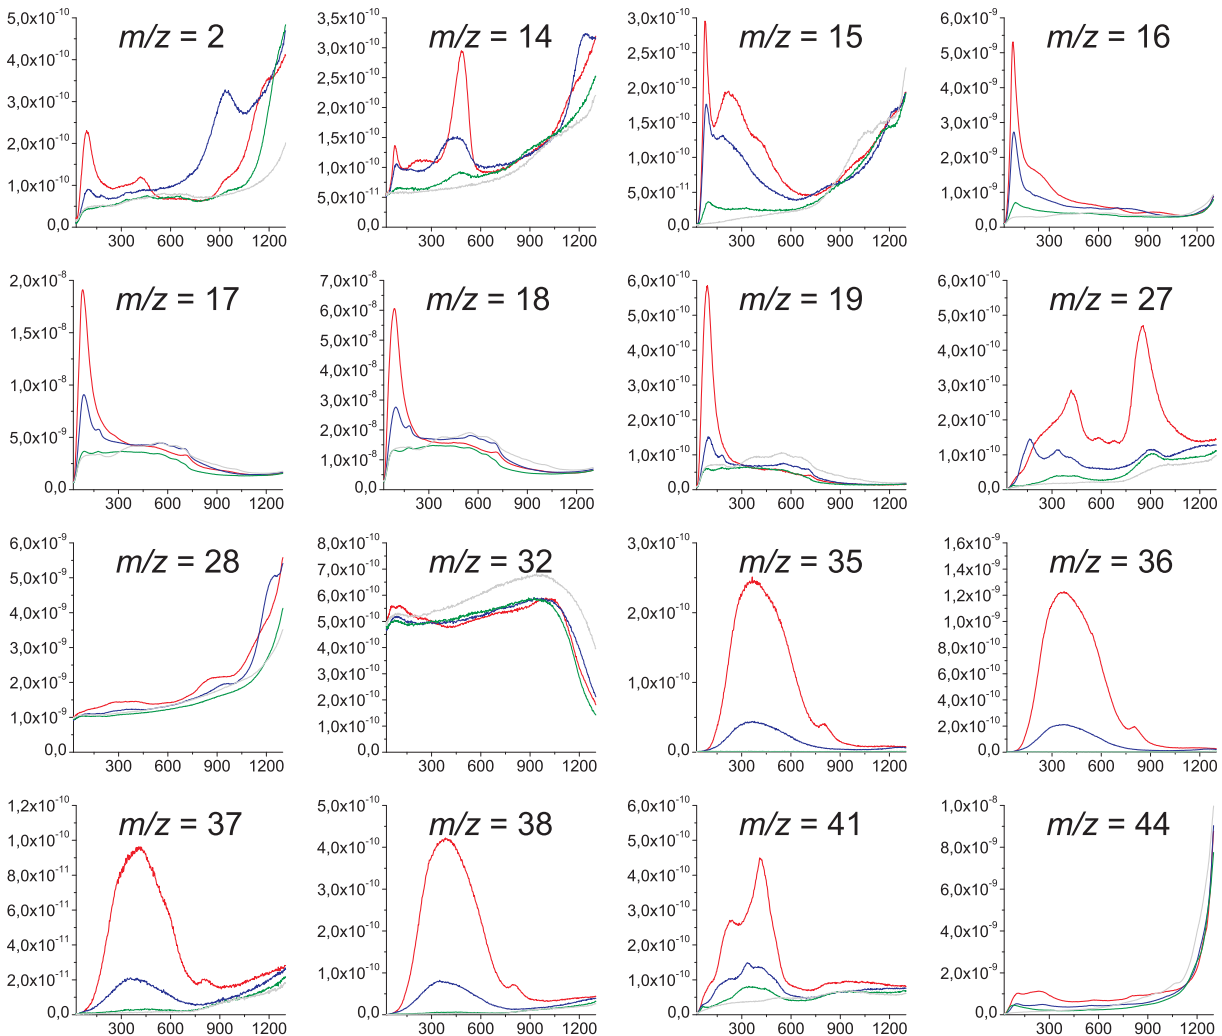 m/z = 2
5,0x10⁻¹⁰
4,0x10⁻¹⁰
3,0x10⁻¹⁰
2,0x10⁻¹⁰
1,0x10⁻¹⁰
0,0
300 600 900 1200
m/z = 14
3,5x10⁻¹⁰
3,0x10⁻¹⁰
2,5x10⁻¹⁰
2,0x10⁻¹⁰
1,5x10⁻¹⁰
1,0x10⁻¹⁰
5,0x10⁻¹¹
0,0
300 600 900 1200
m/z = 15
3,0x10⁻¹⁰
2,5x10⁻¹⁰
2,0x10⁻¹⁰
1,5x10⁻¹⁰
1,0x10⁻¹⁰
5,0x10⁻¹¹
0,0
300 600 900 1200
m/z = 16
6,0x10⁻⁹
5,0x10⁻⁹
4,0x10⁻⁹
3,0x10⁻⁹
2,0x10⁻⁹
1,0x10⁻⁹
0,0
300 600 900 1200
m/z = 17
2,0x10⁻⁸
1,5x10⁻⁸
1,0x10⁻⁸
5,0x10⁻⁹
0,0
300 600 900 1200
m/z = 18
7,0x10⁻⁸
6,0x10⁻⁸
5,0x10⁻⁸
4,0x10⁻⁸
3,0x10⁻⁸
2,0x10⁻⁸
1,0x10⁻⁸
0,0
300 600 900 1200
m/z = 19
6,0x10⁻¹⁰
5,0x10⁻¹⁰
4,0x10⁻¹⁰
3,0x10⁻¹⁰
2,0x10⁻¹⁰
1,0x10⁻¹⁰
0,0
300 600 900 1200
m/z = 27
6,0x10⁻¹⁰
5,0x10⁻¹⁰
4,0x10⁻¹⁰
3,0x10⁻¹⁰
2,0x10⁻¹⁰
1,0x10⁻¹⁰
0,0
300 600 900 1200
m/z = 28
6,0x10⁻⁹
5,0x10⁻⁹
4,0x10⁻⁹
3,0x10⁻⁹
2,0x10⁻⁹
1,0x10⁻⁹
0,0
300 600 900 1200
m/z = 32
8,0x10⁻¹⁰
7,0x10⁻¹⁰
6,0x10⁻¹⁰
5,0x10⁻¹⁰
4,0x10⁻¹⁰
3,0x10⁻¹⁰
2,0x10⁻¹⁰
1,0x10⁻¹⁰
0,0
300 600 900 1200
m/z = 35
3,0x10⁻¹⁰
2,0x10⁻¹⁰
1,0x10⁻¹⁰
0,0
300 600 900 1200
m/z = 36
1,6x10⁻⁹
1,4x10⁻⁹
1,2x10⁻⁹
1,0x10⁻⁹
8,0x10⁻¹⁰
6,0x10⁻¹⁰
4,0x10⁻¹⁰
2,0x10⁻¹⁰
0,0
300 600 900 1200
m/z = 37
1,2x10⁻¹⁰
1,0x10⁻¹⁰
8,0x10⁻¹¹
6,0x10⁻¹¹
4,0x10⁻¹¹
2,0x10⁻¹¹
0,0
300 600 900 1200
m/z = 38
5,0x10⁻¹⁰
4,0x10⁻¹⁰
3,0x10⁻¹⁰
2,0x10⁻¹⁰
1,0x10⁻¹⁰
0,0
300 600 900 1200
m/z = 41
6,0x10⁻¹⁰
5,0x10⁻¹⁰
4,0x10⁻¹⁰
3,0x10⁻¹⁰
2,0x10⁻¹⁰
1,0x10⁻¹⁰
0,0
300 600 900 1200
m/z = 44
1,0x10⁻⁸
8,0x10⁻⁹
6,0x10⁻⁹
4,0x10⁻⁹
2,0x10⁻⁹
0,0
300 600 900 1200